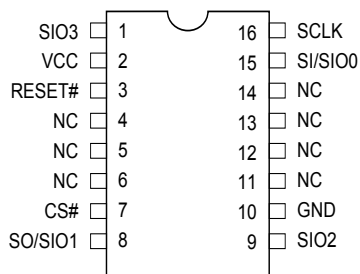 SIO3 1 16 SCLK
VCC 2 15 SI/SIO0
RESET# 3 14 NC
NC 4 13 NC
NC 5 12 NC
NC 6 11 NC
CS# 7 10 GND
SO/SIO1 8 9 SIO2